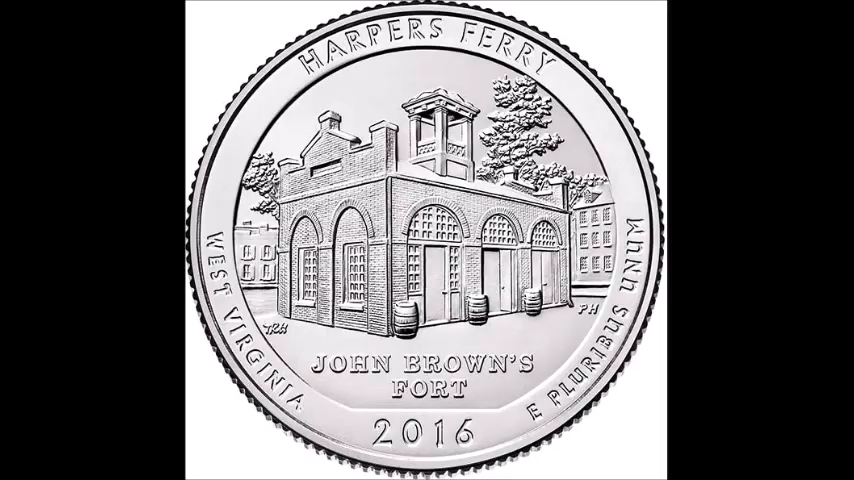 HARPERS FERRY
WEST VIRGINIA
TRH
PH
JOHN BROWN'S
FORT
E PLURIBUS UNUM
2016